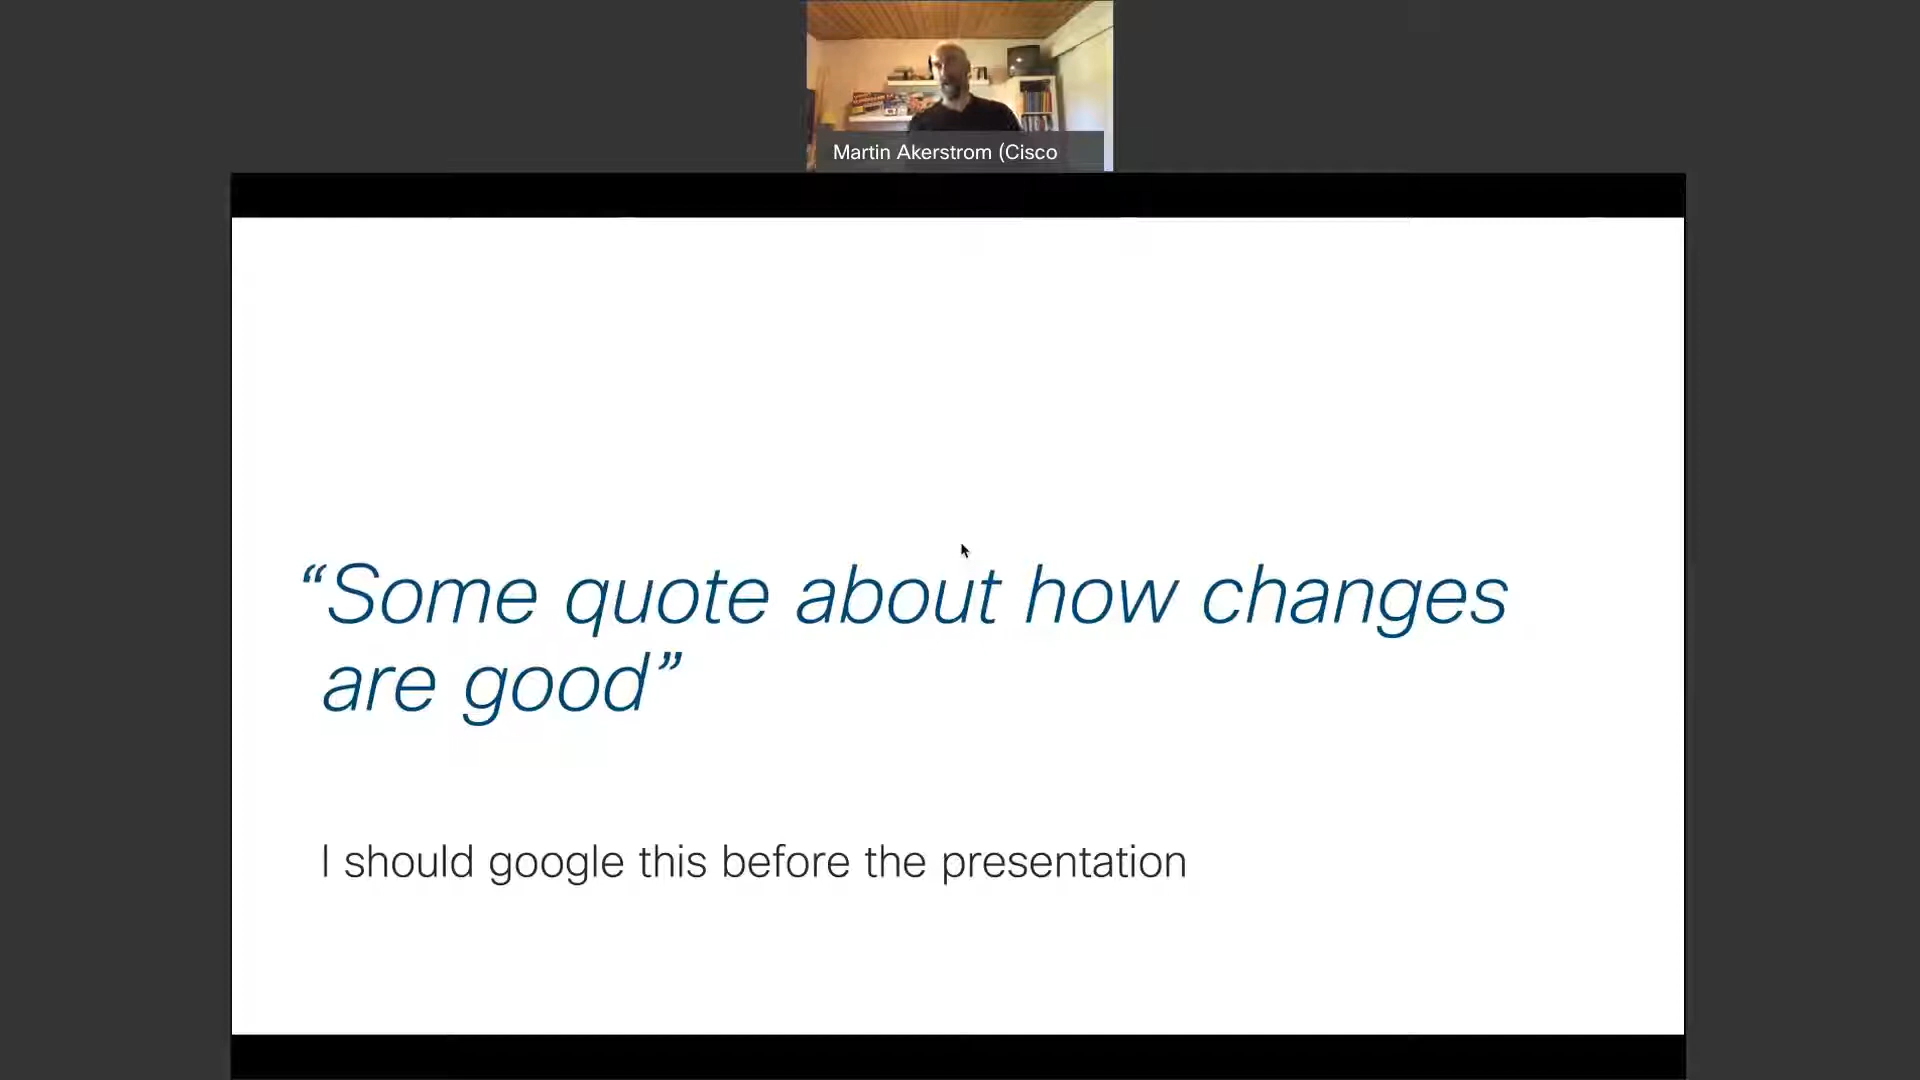 Martin Akerstrom (Cisco
“Some quote about how changes
are good”
I should google this before the presentation